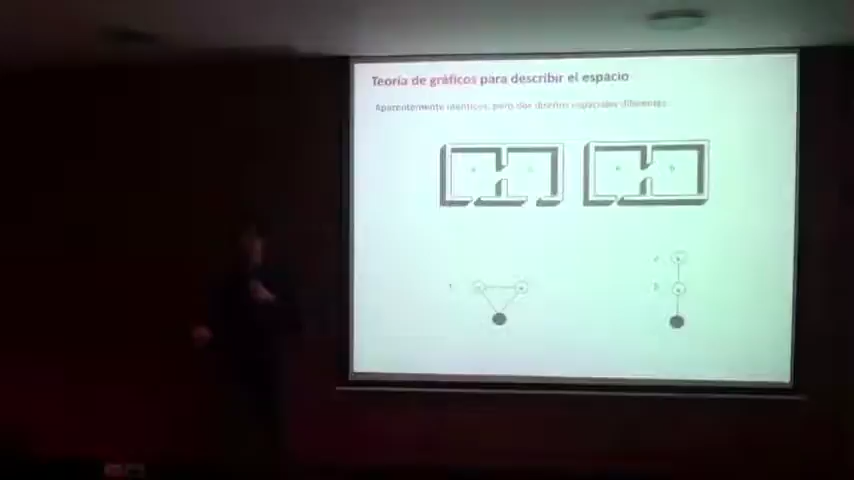 Teoría de gráficos para describir el espacio
Aparentemente idénticos, pero dos diseños espaciales diferentes